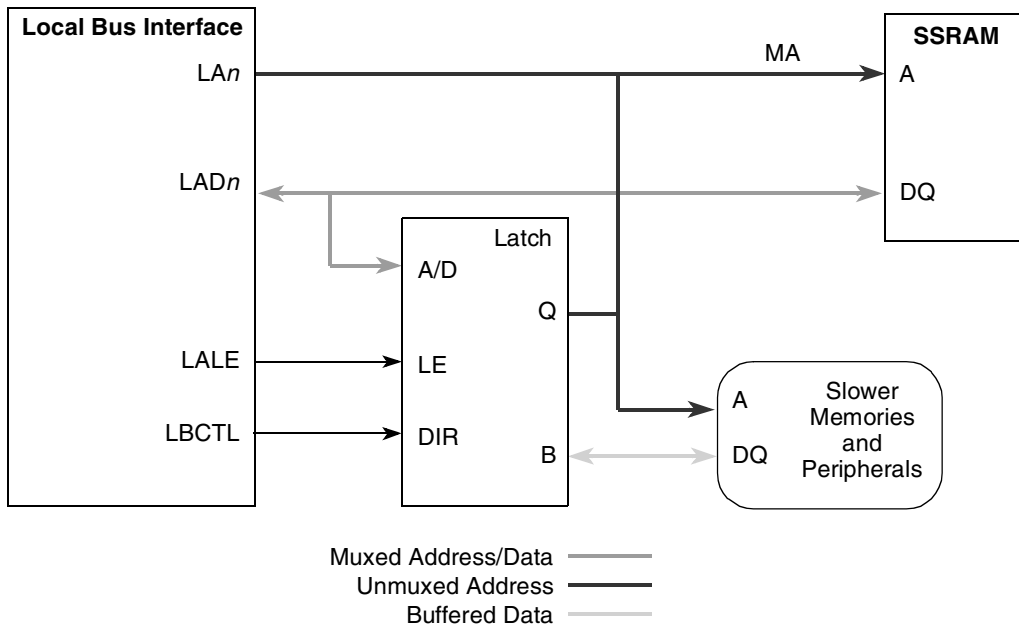 Local Bus Interface
LAn
LADn
LALE
LBCTL
Latch
A/D
LE
DIR
Q
B
MA
SSRAM
A
DQ
A
DQ
Slower
Memories
and
Peripherals
Muxed Address/Data
Unmuxed Address
Buffered Data